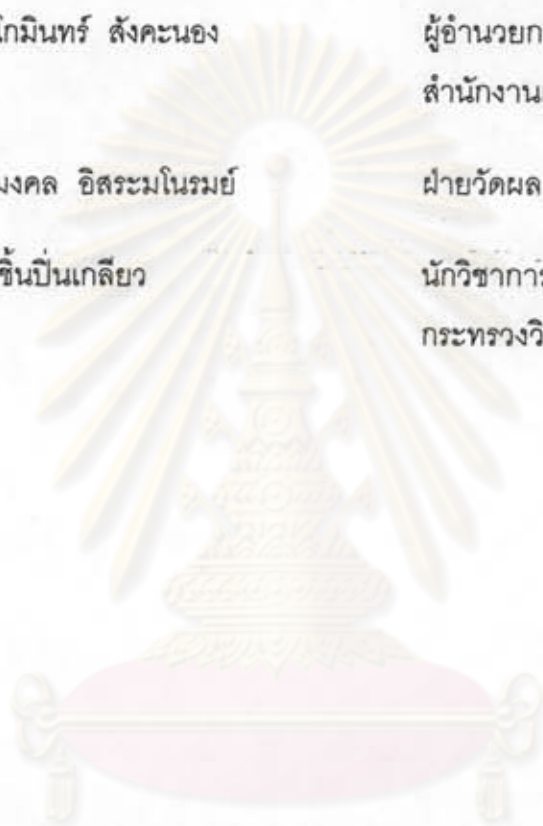 โกมินทร์ สังคะนอง ผู้อำนวยก
สำนักงาน
มงคล อิสระมโนรมย์ ฝ่ายวัดผล
ชิ้นปิ่นเกลียว นักวิชาการ
กระทรวงวิ